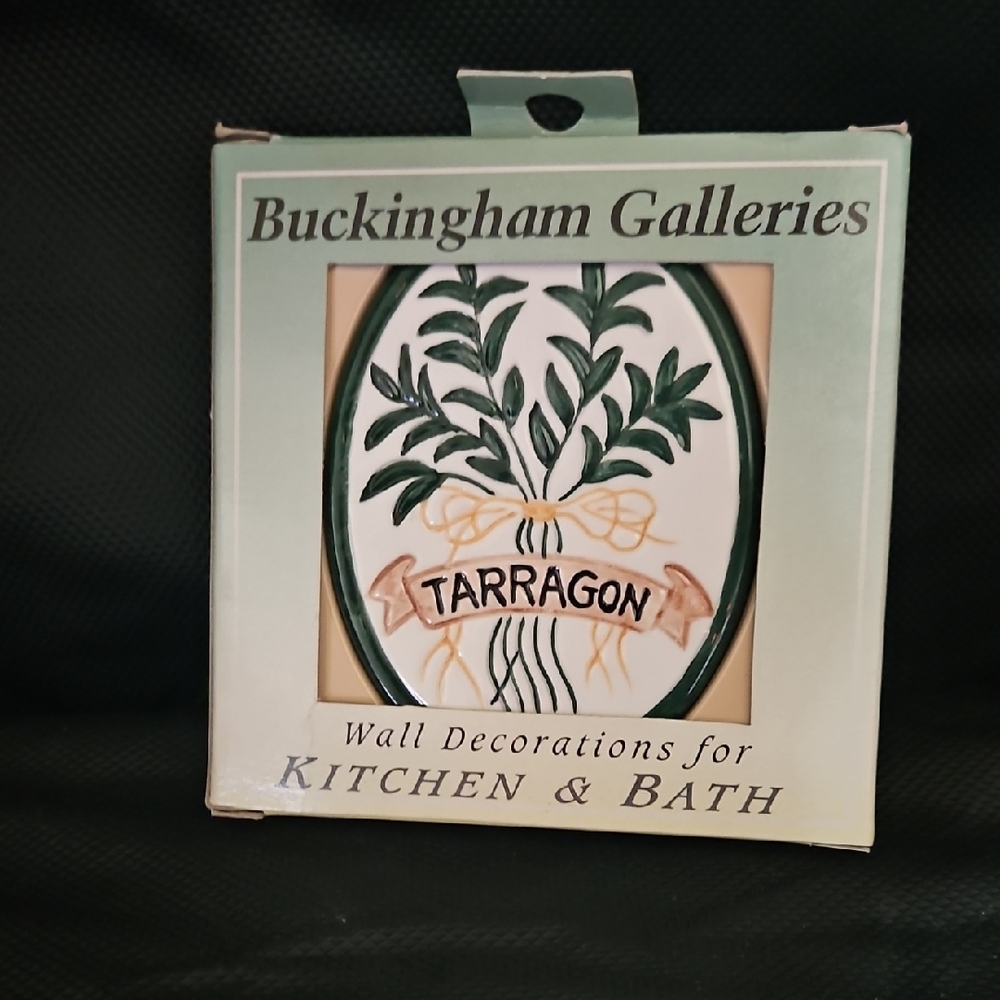 Buckingham Galleries
TARRAGON
Wall Decorations for
KITCHEN & BATH